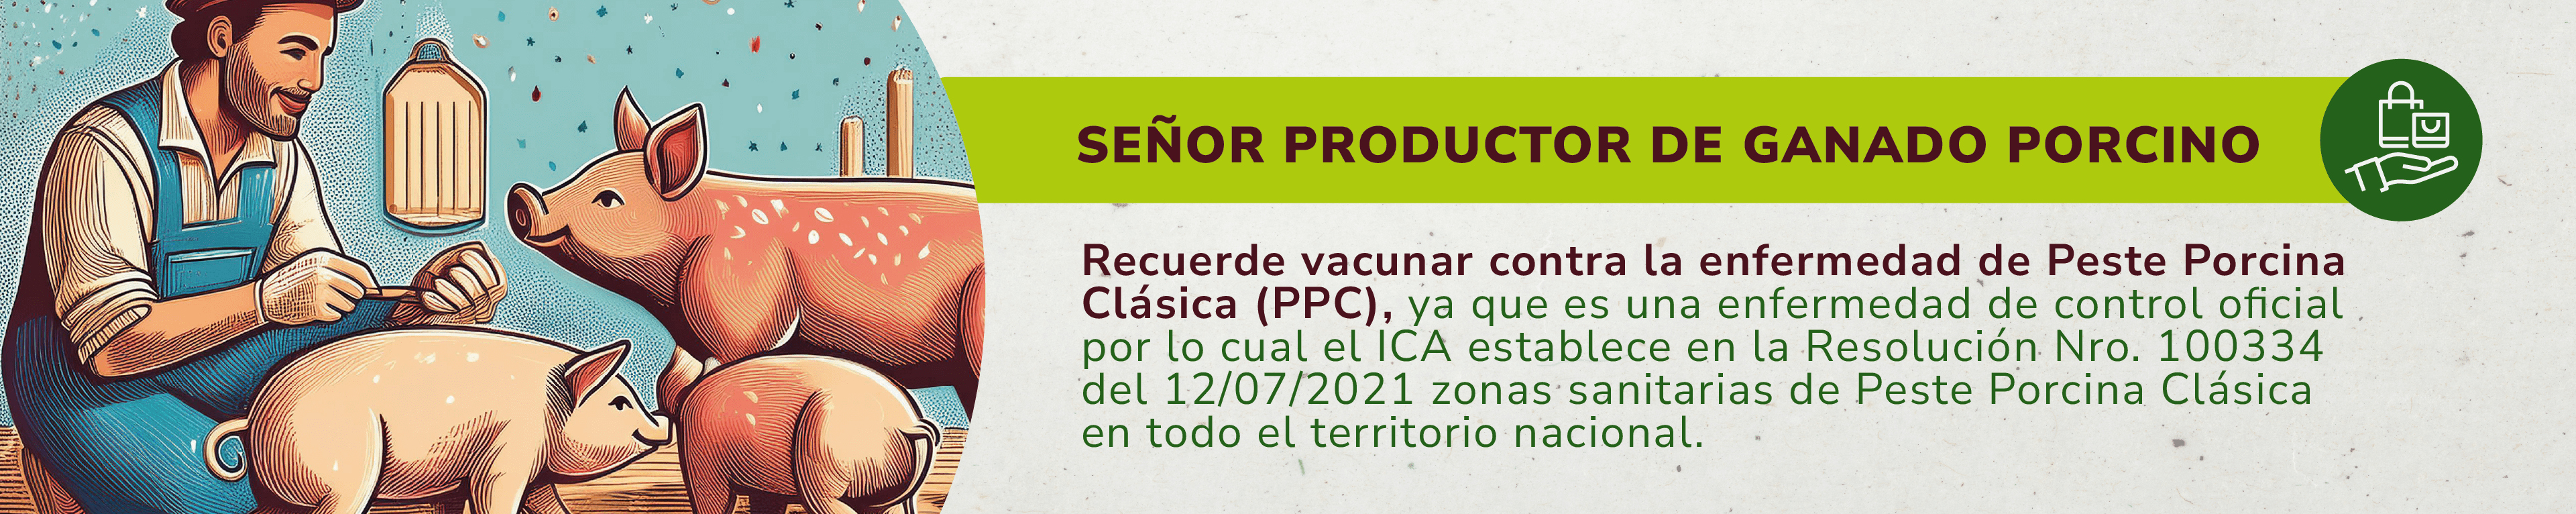 SEÑOR PRODUCTOR DE GANADO PORCINO
Recuerde vacunar contra la enfermedad de Peste Porcina
Clásica (PPC), ya que es una enfermedad de control oficial
por lo cual el ICA establece en la Resolución Nro. 100334
del 12/07/2021 zonas sanitarias de Peste Porcina Clásica
en todo el territorio nacional.